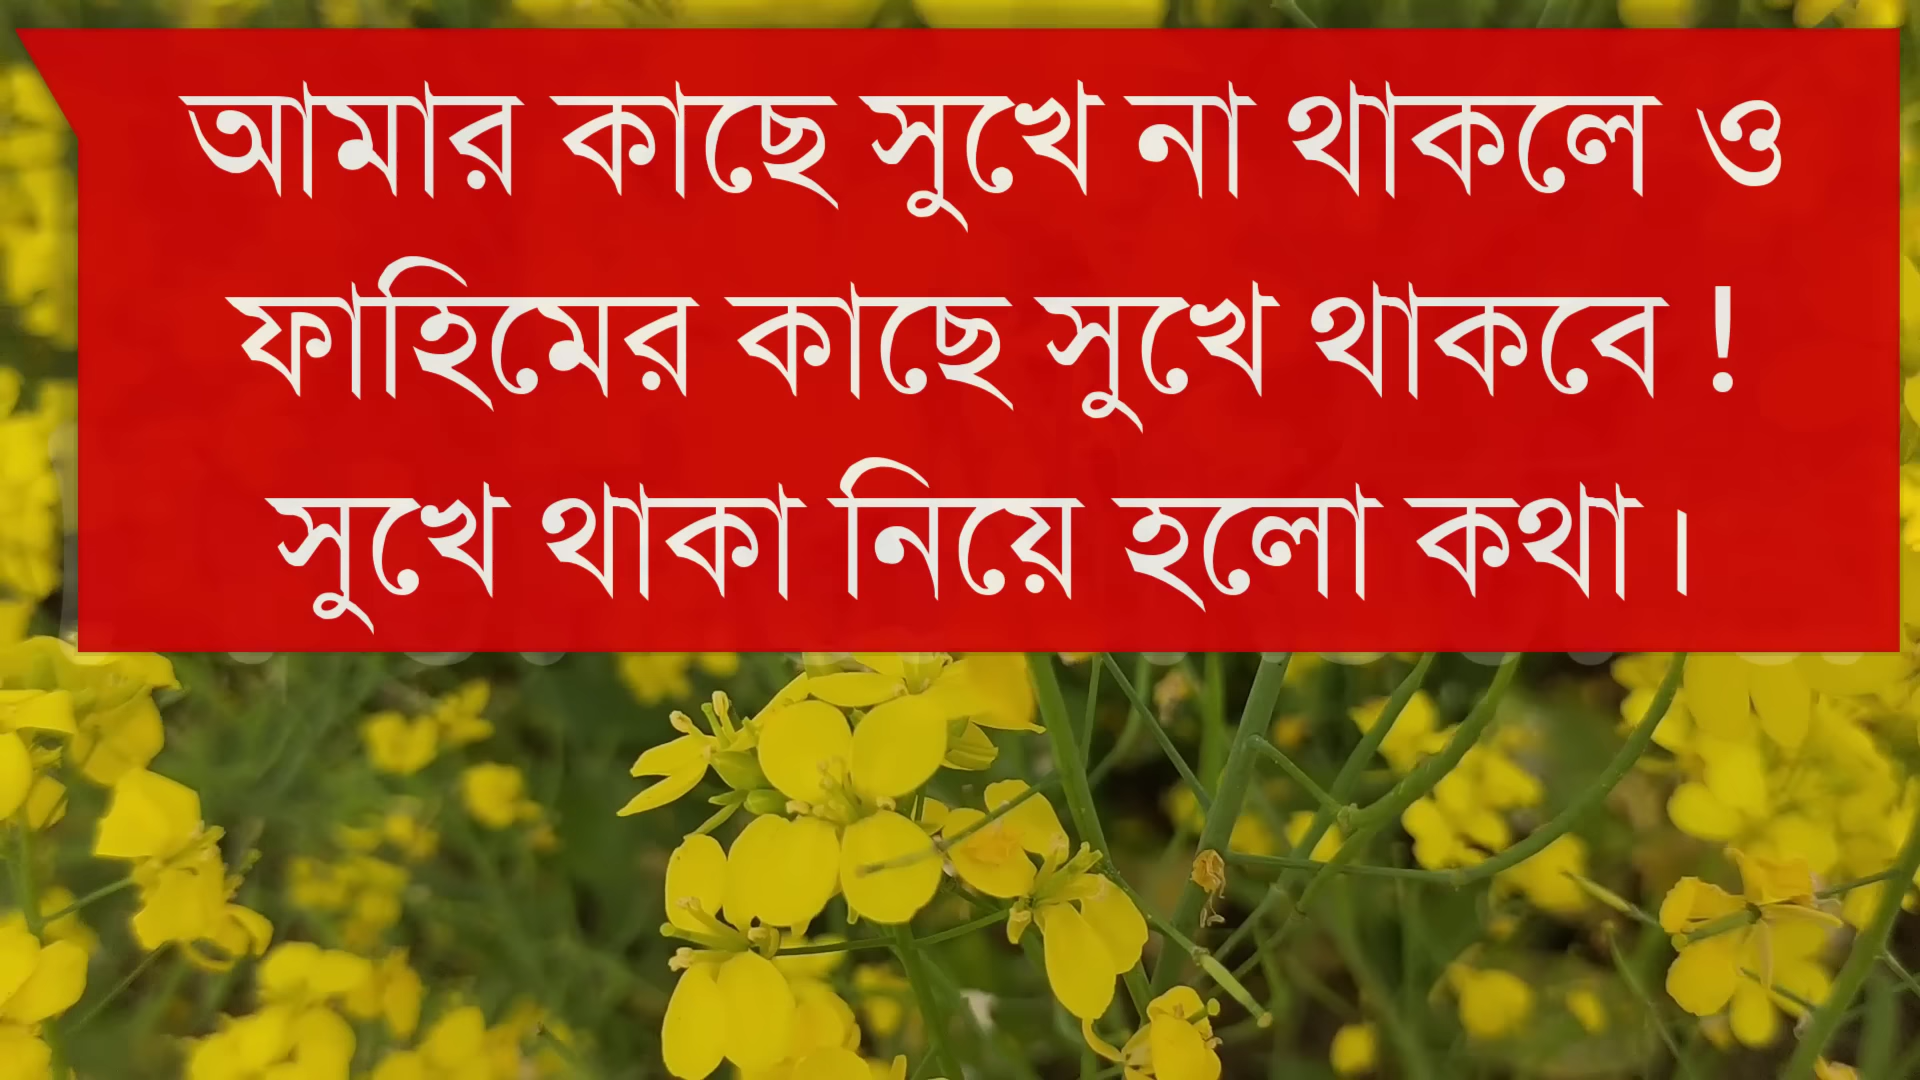 আমার কাছে সুখে না থাকলে ও
ফাহিমের কাছে সুখে থাকবে !
সুখে থাকা নিয়ে হলো কথা।